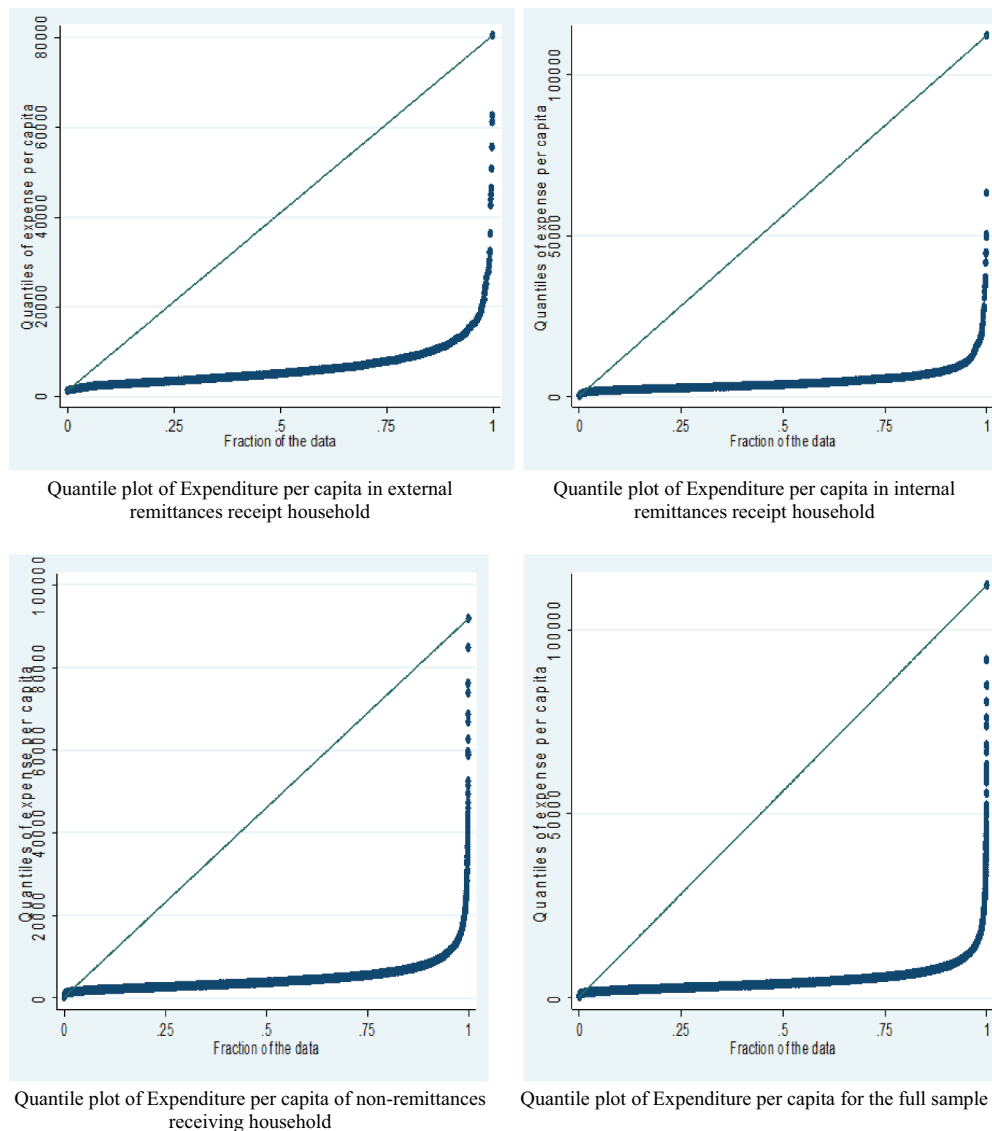 Quantiles of expense per capita
0 20000 40000 60000 80000
0 .25 .5 .75 1
Fraction of the data
Quantile plot of Expenditure per capita in external
remittances receipt household
Quantiles of expense per capita
0 50000 100000
0 .25 .5 .75 1
Fraction of the data
Quantile plot of Expenditure per capita in internal
remittances receipt household
Quantiles of expense per capita
0 20000 40000 60000 80000 100000
0 .25 .5 .75 1
Fraction of the data
Quantile plot of Expenditure per capita of non-remittances
receiving household
Quantiles of expense per capita
0 50000 100000
0 .25 .5 .75 1
Fraction of the data
Quantile plot of Expenditure per capita for the full sample